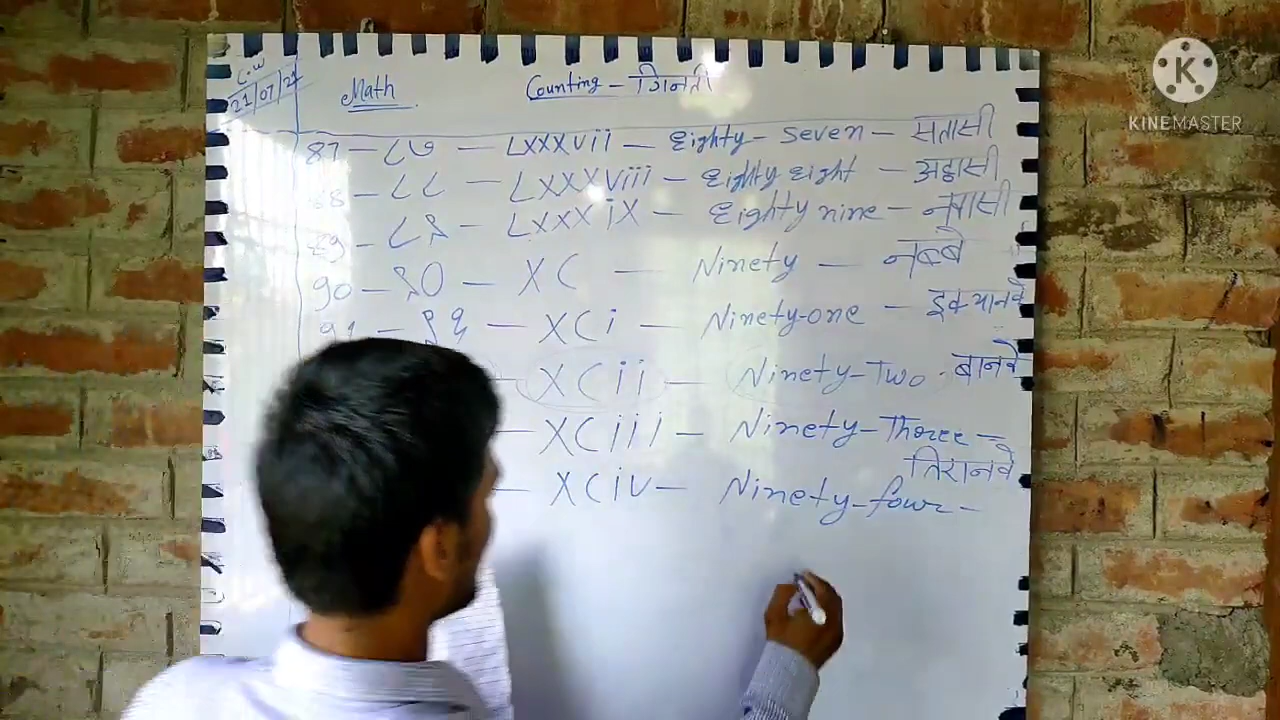 C.W
21/07/2
Math
Counting - गिनती
87 - ८७ - LXXXvii - Eighty-seven - सतासी
88 - ८८ - LXXXviii - Eighty Eight - अठ्ठासी
89 - ८९ - LXXXiX - Eighty nine - नवासी
90 - ९० - XC - Ninety - नब्बे
91 - ९१ - XCi - Ninety-one - इक्यानवे
- XCii - Ninety-Two - बानवे
- XCiii - Ninety-Three -
तिरानवे
- XCiv - Ninety-four -
K
KINEMASTER